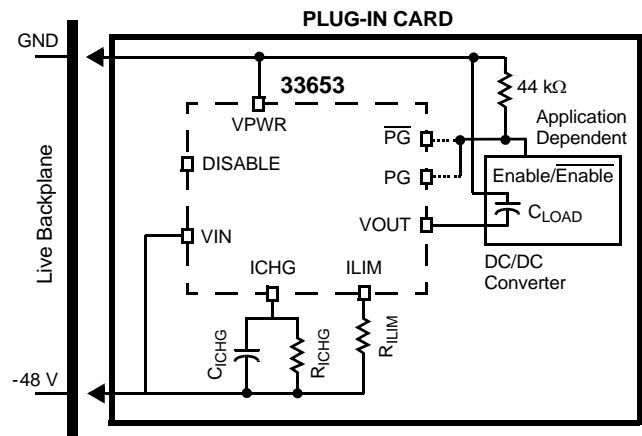 PLUG-IN CARD
GND
33653
44 kΩ
VPWR
Application
Dependent
PG
DISABLE
Enable/Enable
PG
CLOAD
VOUT
VIN
Live Backplane
DC/DC
Converter
ICHG
ILIM
CICHG
RICHG
RILIM
-48 V